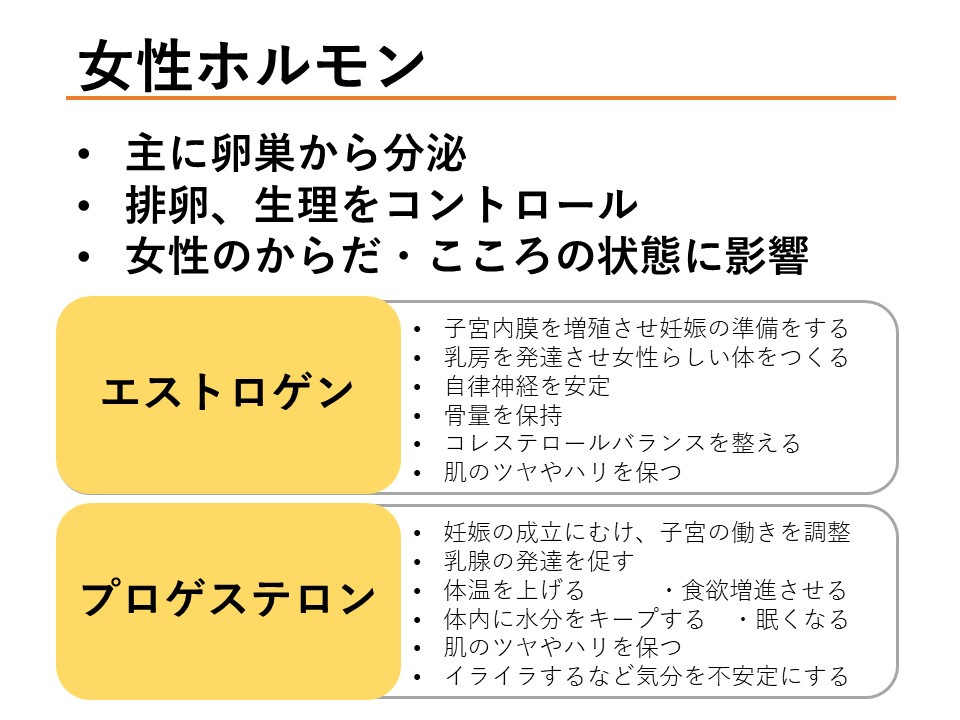 女性ホルモン
• 主に卵巣から分泌
• 排卵、生理をコントロール
• 女性のからだ・こころの状態に影響
エストロゲン
• 子宮内膜を増殖させ妊娠の準備をする
• 乳房を発達させ女性らしい体をつくる
• 自律神経を安定
• 骨量を保持
• コレステロールバランスを整える
• 肌のツヤやハリを保つ
プロゲステロン
• 妊娠の成立にむけ、子宮の働きを調整
• 乳腺の発達を促す
• 体温を上げる　　　・食欲増進させる
• 体内に水分をキープする　・眠くなる
• 肌のツヤやハリを保つ
• イライラするなど気分を不安定にする